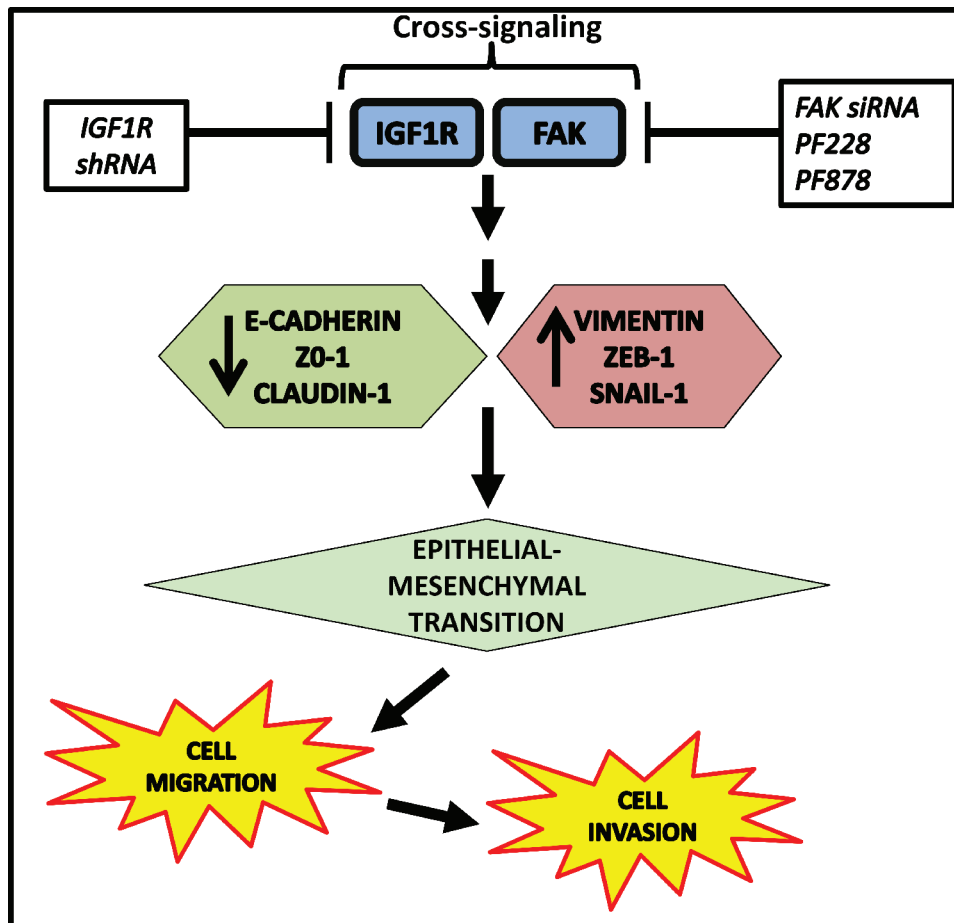 Cross-signaling
IGF1R
shRNA
IGF1R
FAK
FAK siRNA
PF228
PF878
E-CADHERIN
Z0-1
CLAUDIN-1
VIMENTIN
ZEB-1
SNAIL-1
EPITHELIAL-
MESENCHYMAL
TRANSITION
CELL
MIGRATION
CELL
INVASION